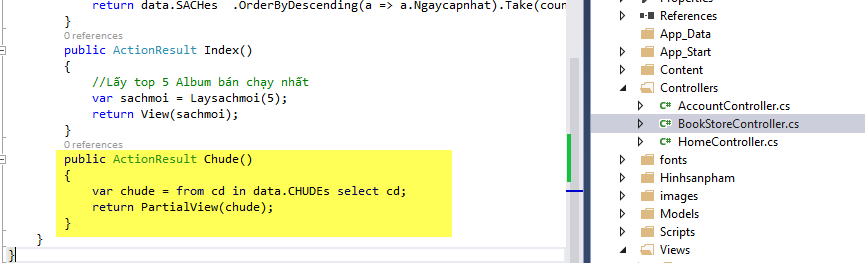 return data.SACHes  .OrderByDescending(a => a.Ngaycapnhat).Take(coun
}
0 references
public ActionResult Index()
{
//Lấy top 5 Album bán chạy nhất
var sachmoi = Laysachmoi(5);
return View(sachmoi);
}
0 references
public ActionResult Chude()
{
var chude = from cd in data.CHUDEs select cd;
return PartialView(chude);
}
}
}
References
App_Data
App_Start
Content
Controllers
C# AccountController.cs
C# BookStoreController.cs
C# HomeController.cs
fonts
Hinhsanpham
images
Models
Scripts
Views